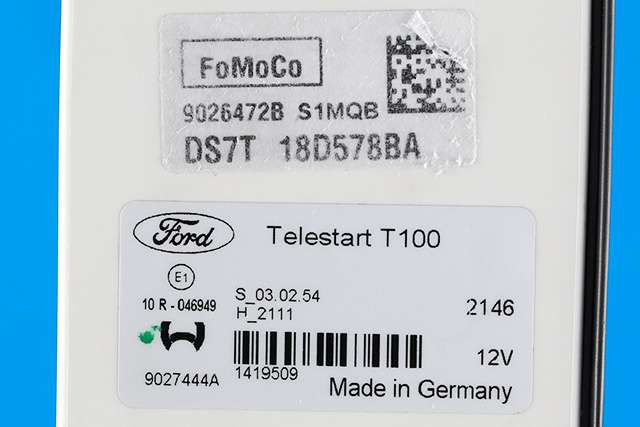 FoMoCo
9026472B S1MQB
DS7T 18D578BA
Ford Telestart T100
E1
10 R - 046949
S_03.02.54
H_2111
2146
12V
1419509
9027444A
Made in Germany